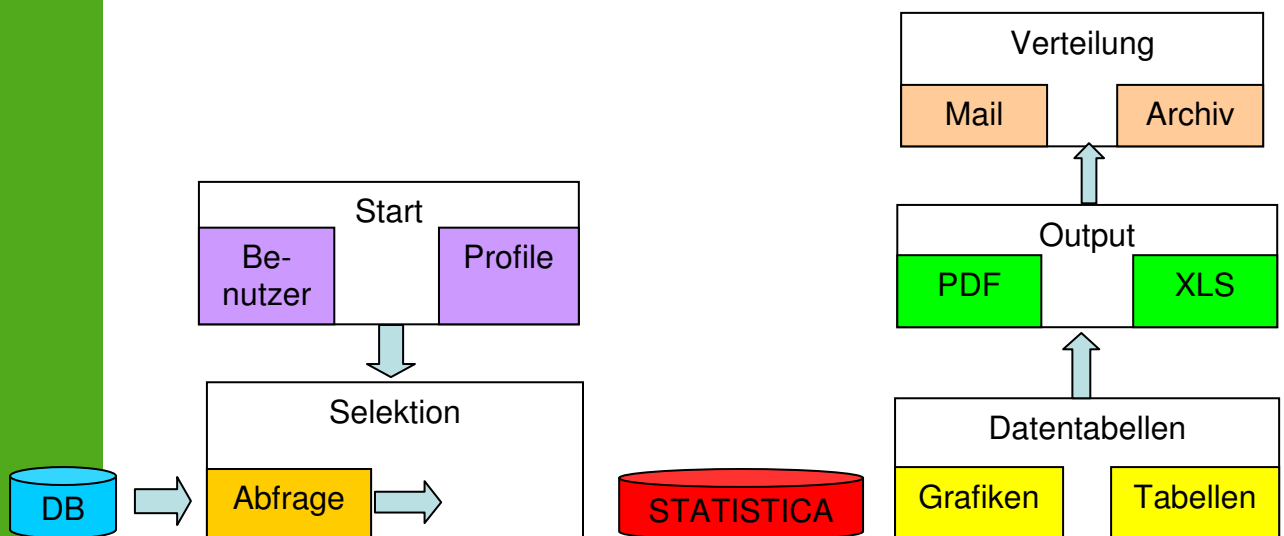 Verteilung
Mail
Archiv
Start
Be-
nutzer
Profile
Output
PDF
XLS
Selektion
Datentabellen
DB
Abfrage
STATISTICA
Grafiken
Tabellen